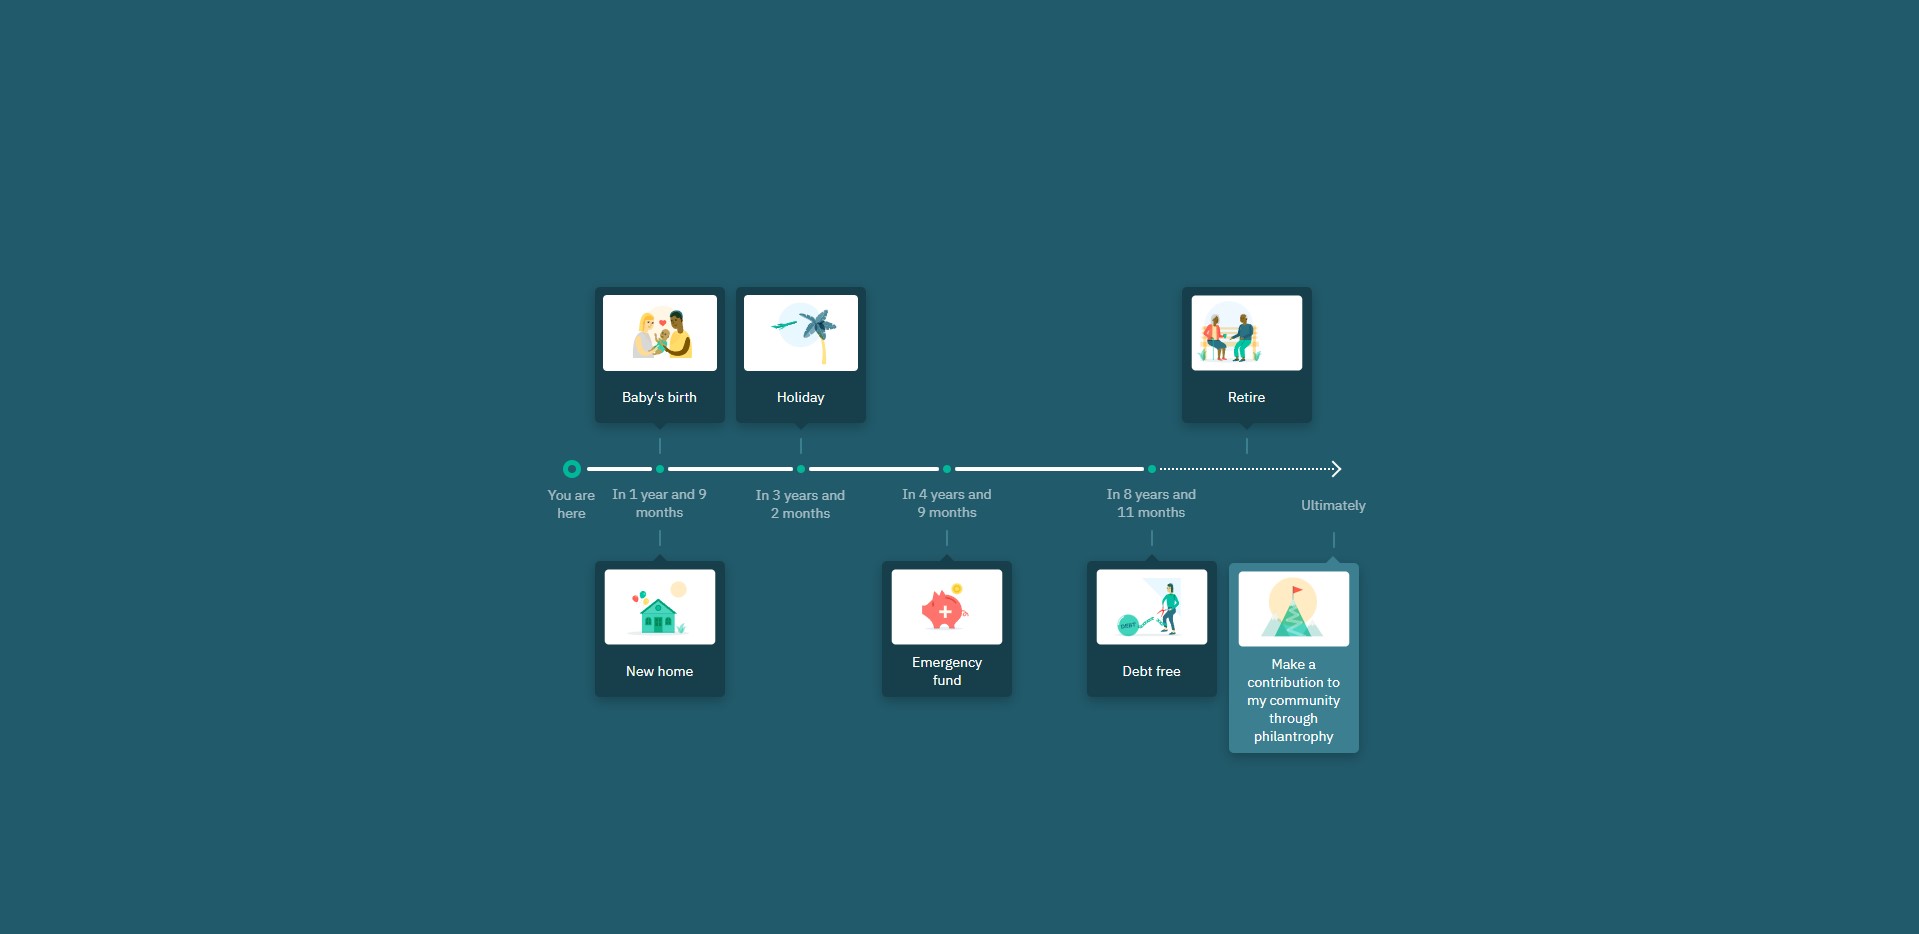 Baby's birth
Holiday
Retire
You are
here
In 1 year and 9
months
In 3 years and
2 months
In 4 years and
9 months
In 8 years and
11 months
Ultimately
New home
Emergency
fund
DEBT
Debt free
Make a
contribution to
my community
through
philantrophy